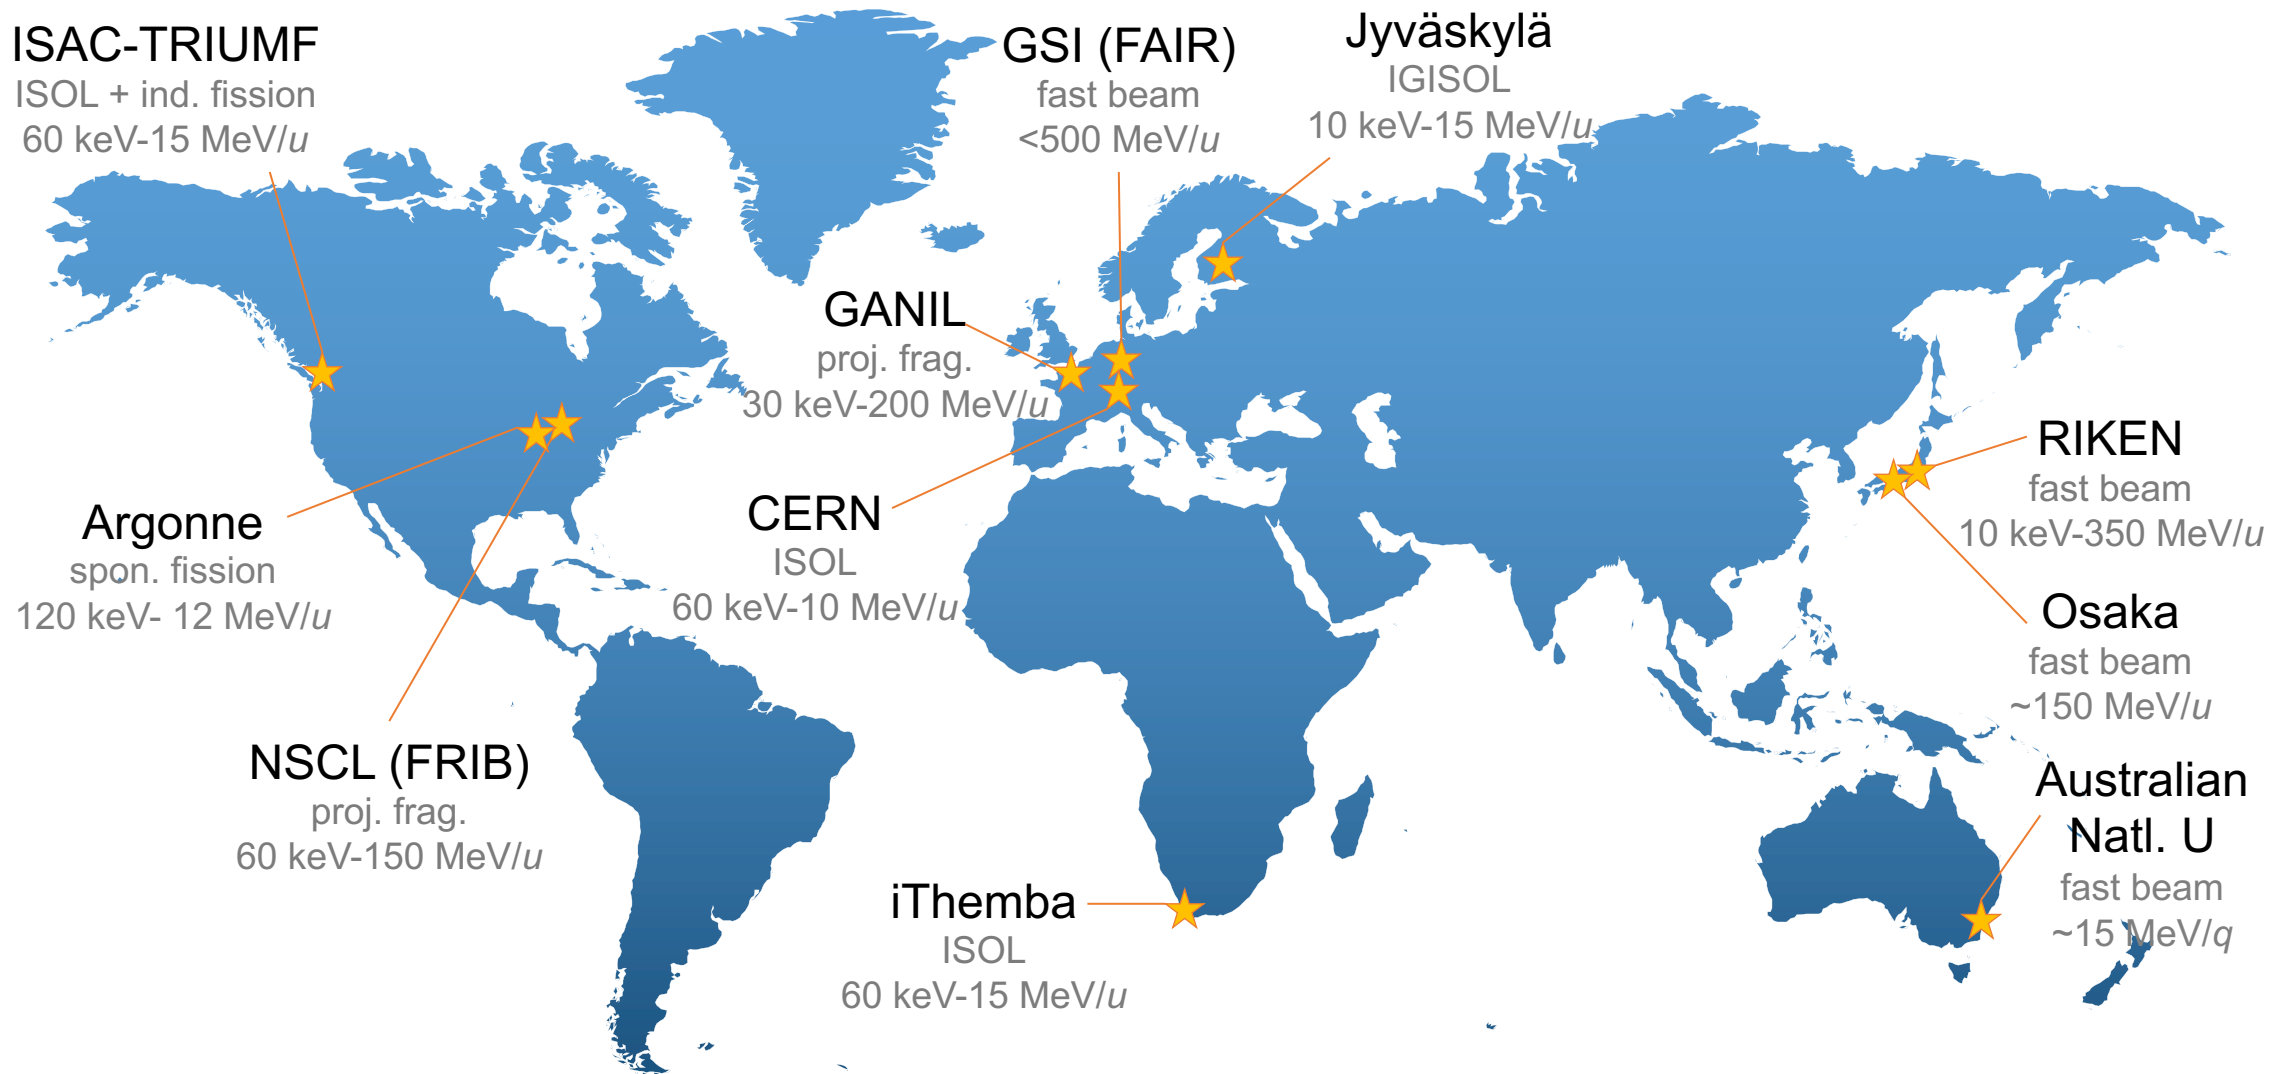 ISAC-TRIUMF
ISOL + ind. fission
60 keV-15 MeV/u
GSI (FAIR)
fast beam
<500 MeV/u
Jyväskylä
IGISOL
10 keV-15 MeV/u
GANIL
proj. frag.
30 keV-200 MeV/u
Argonne
spon. fission
120 keV- 12 MeV/u
CERN
ISOL
60 keV-10 MeV/u
RIKEN
fast beam
10 keV-350 MeV/u
Osaka
fast beam
~150 MeV/u
NSCL (FRIB)
proj. frag.
60 keV-150 MeV/u
iThemba
ISOL
60 keV-15 MeV/u
Australian
Natl. U
fast beam
~15 MeV/q